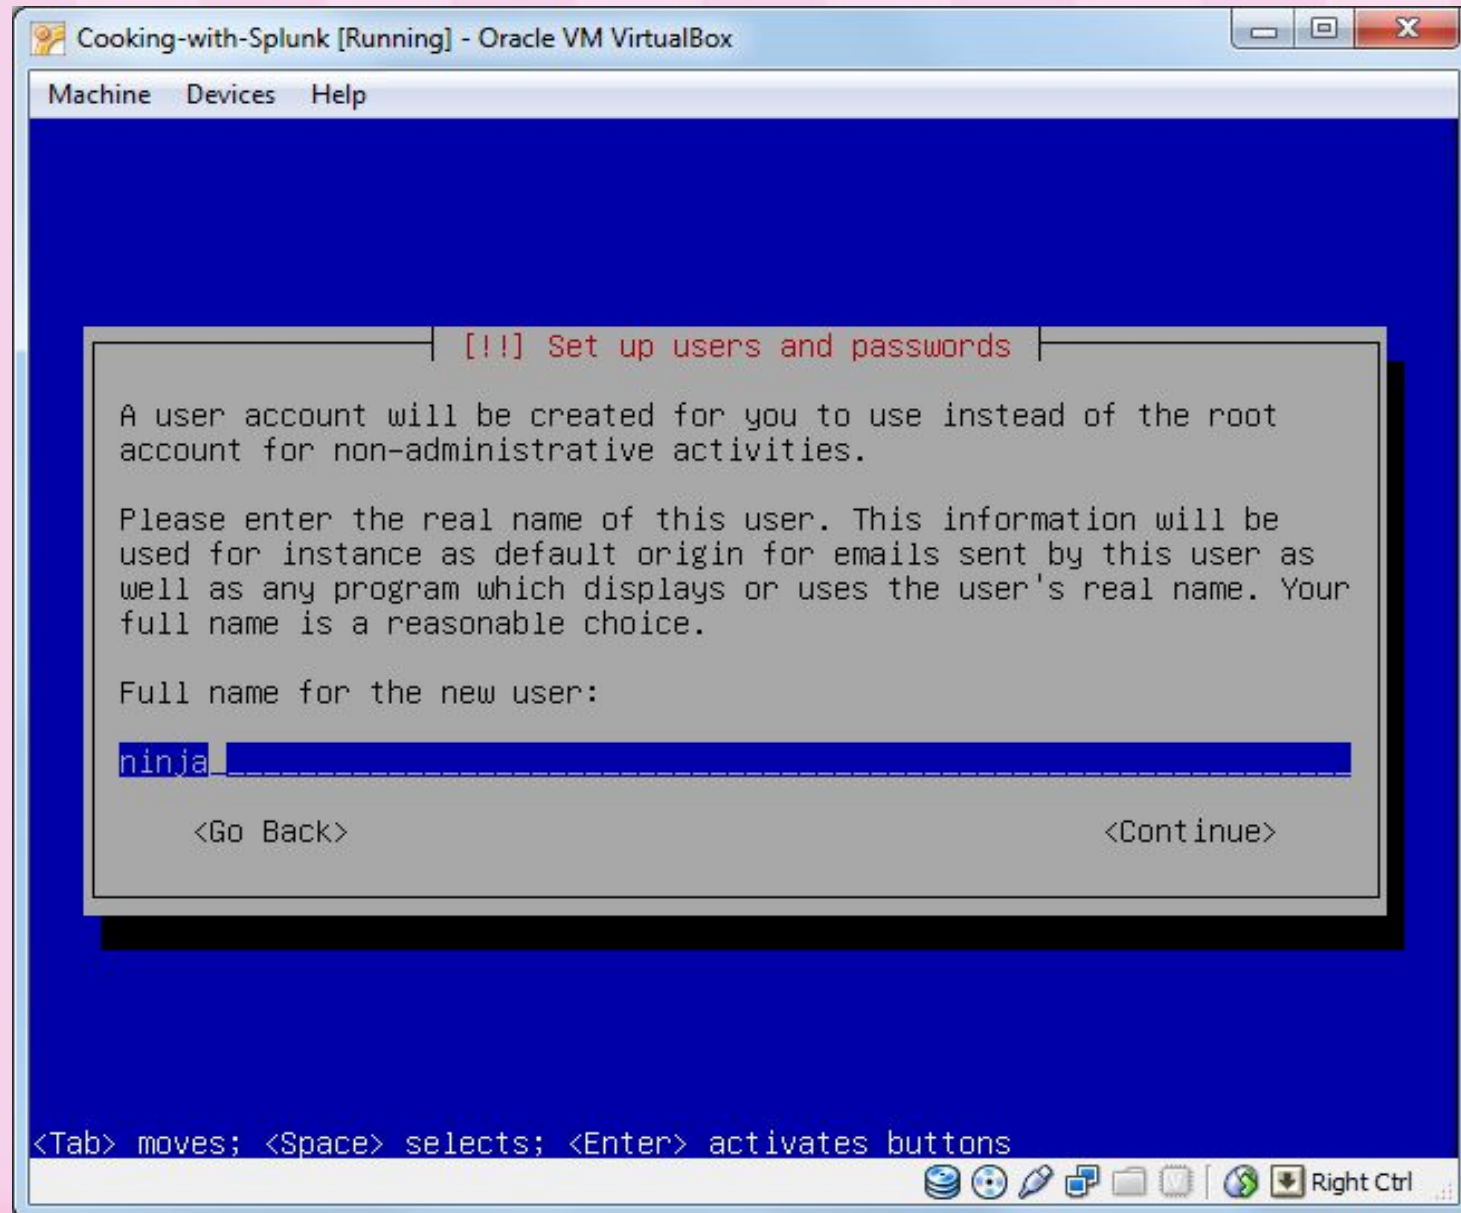 Cooking-with-Splunk [Running] - Oracle VM VirtualBox
Machine Devices Help
[!!] Set up users and passwords
A user account will be created for you to use instead of the root
account for non-administrative activities.
Please enter the real name of this user. This information will be
used for instance as default origin for emails sent by this user as
well as any program which displays or uses the user's real name. Your
full name is a reasonable choice.
Full name for the new user:
ninja
<Go Back> <Continue>
<Tab> moves; <Space> selects; <Enter> activates buttons
Right Ctrl